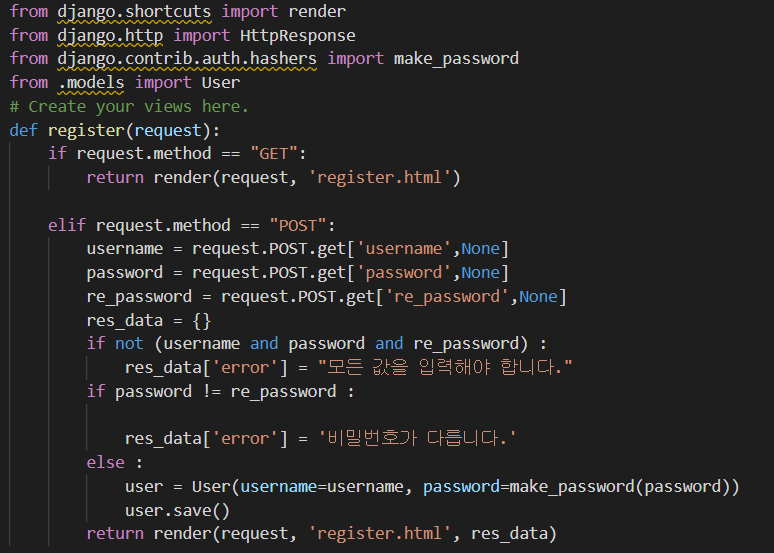 from django.shortcuts import render
from django.http import HttpResponse
from django.contrib.auth.hashers import make_password
from .models import User
# Create your views here.
def register(request):
    if request.method == "GET":
        return render(request, 'register.html')
    elif request.method == "POST":
        username = request.POST.get['username',None]
        password = request.POST.get['password',None]
        re_password = request.POST.get['re_password',None]
        res_data = {}
        if not (username and password and re_password) :
            res_data['error'] = "모든 값을 입력해야 합니다."
        if password != re_password :
            res_data['error'] = '비밀번호가 다릅니다.'
        else :
            user = User(username=username, password=make_password(password))
            user.save()
        return render(request, 'register.html', res_data)